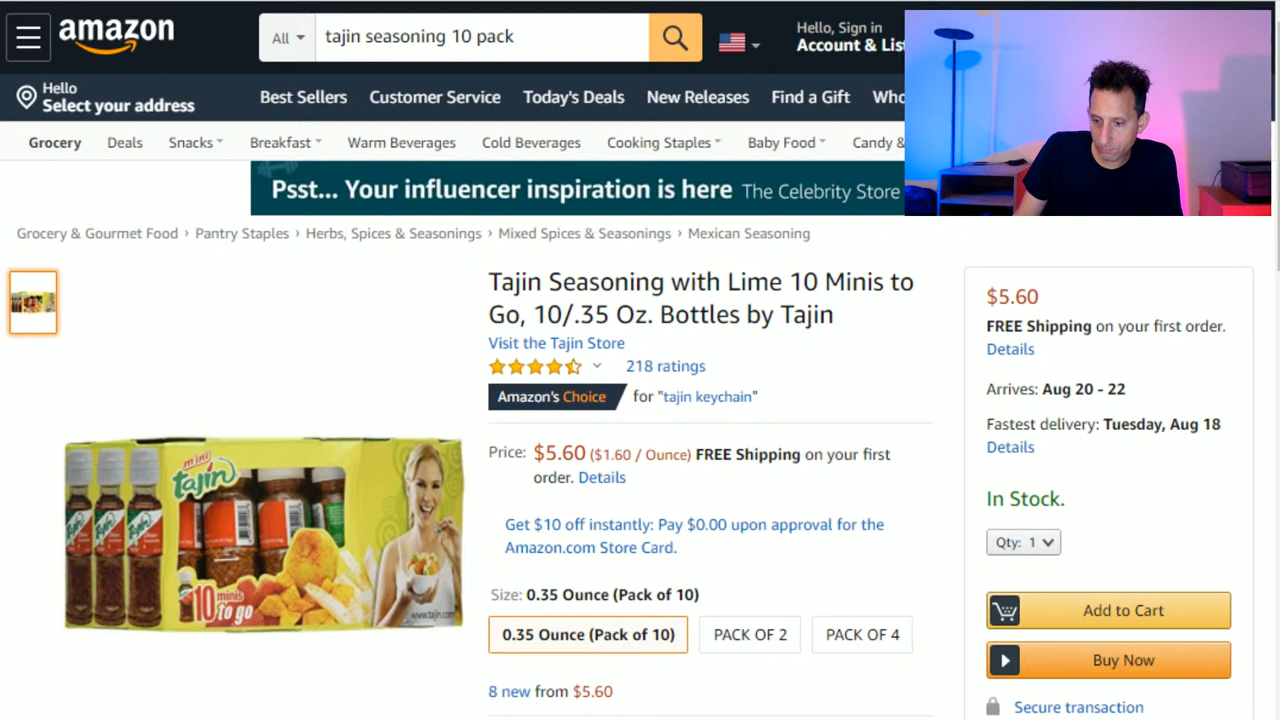 amazon
All
tajin seasoning 10 pack
Hello, Sign in
Account &
Hello
Select your address
Best Sellers
Customer Service
Today's Deals
New Releases
Find a Gift
Grocery
Deals
Snacks
Breakfast
Warm Beverages
Cold Beverages
Cooking Staples
Baby Food
Candy &
Psst... Your influencer inspiration is here The Celebrity Store
Grocery & Gourmet Food › Pantry Staples › Herbs, Spices & Seasonings › Mixed Spices & Seasonings › Mexican Seasoning
Tajin Seasoning with Lime 10 Minis to
Go, 10/.35 Oz. Bottles by Tajin
Visit the Tajin Store
218 ratings
Amazon's Choice for "tajin keychain"
Price: $5.60 ($1.60 / Ounce) FREE Shipping on your first
order. Details
Get $10 off instantly: Pay $0.00 upon approval for the
Amazon.com Store Card.
Size: 0.35 Ounce (Pack of 10)
0.35 Ounce (Pack of 10)
PACK OF 2
PACK OF 4
8 new from $5.60
mini
Tajín
10 minis
to go
www.tajin.com
$5.60
FREE Shipping on your first order.
Details
Arrives: Aug 20 - 22
Fastest delivery: Tuesday, Aug 18
Details
In Stock.
Qty: 1
Add to Cart
Buy Now
Secure transaction